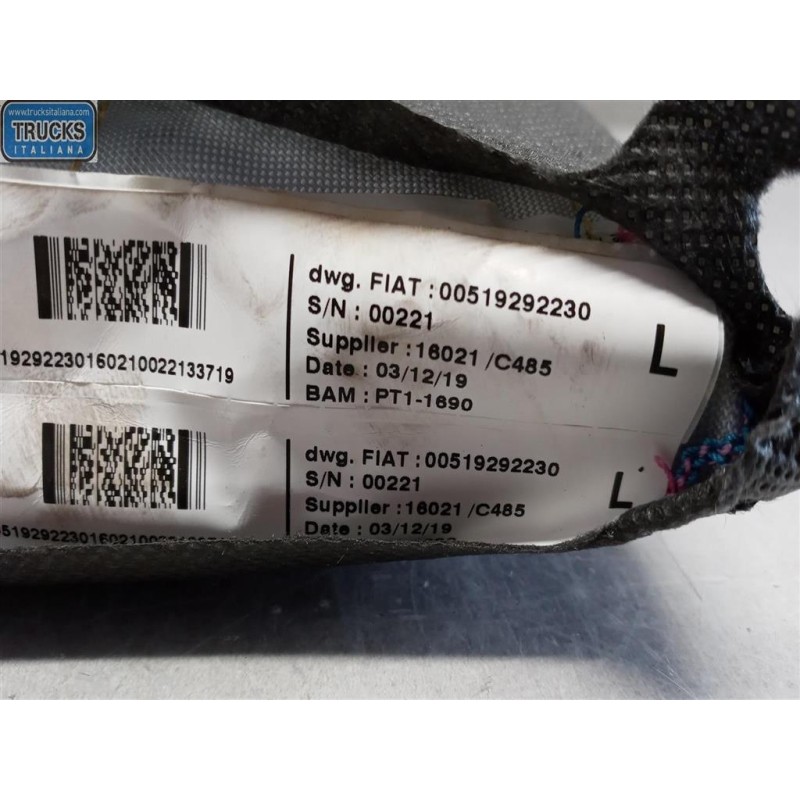 www.trucksitaliana.com
TRUCKS
ITALIANA
dwg. FIAT : 00519292230
S/N : 00221
Supplier : 16021 /C485
Date : 03/12/19
BAM : PT1-1690
L
19292230160210022133719
dwg. FIAT : 00519292230
S/N : 00221
Supplier : 16021 /C485
Date : 03/12/19
L